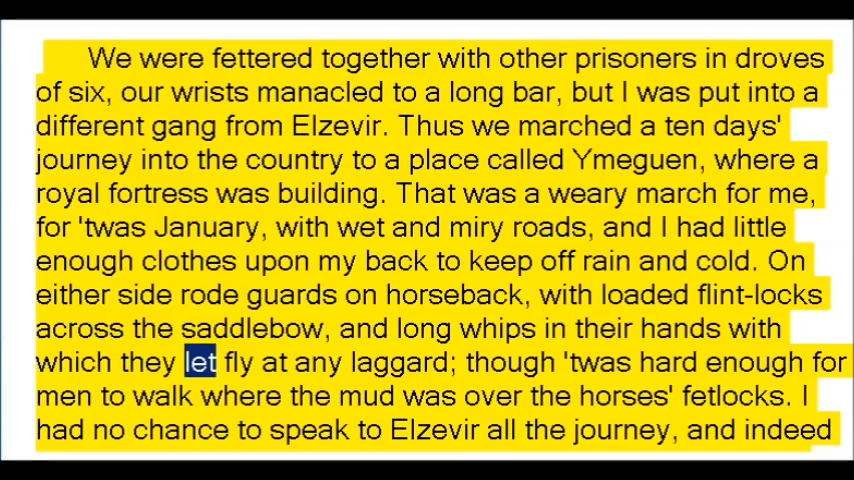 We were fettered together with other prisoners in droves
of six, our wrists manacled to a long bar, but I was put into a
different gang from Elzevir. Thus we marched a ten days'
journey into the country to a place called Ymeguen, where a
royal fortress was building. That was a weary march for me,
for 'twas January, with wet and miry roads, and I had little
enough clothes upon my back to keep off rain and cold. On
either side rode guards on horseback, with loaded flint-locks
across the saddlebow, and long whips in their hands with
which they let fly at any laggard; though 'twas hard enough for
men to walk where the mud was over the horses' fetlocks. I
had no chance to speak to Elzevir all the journey, and indeed